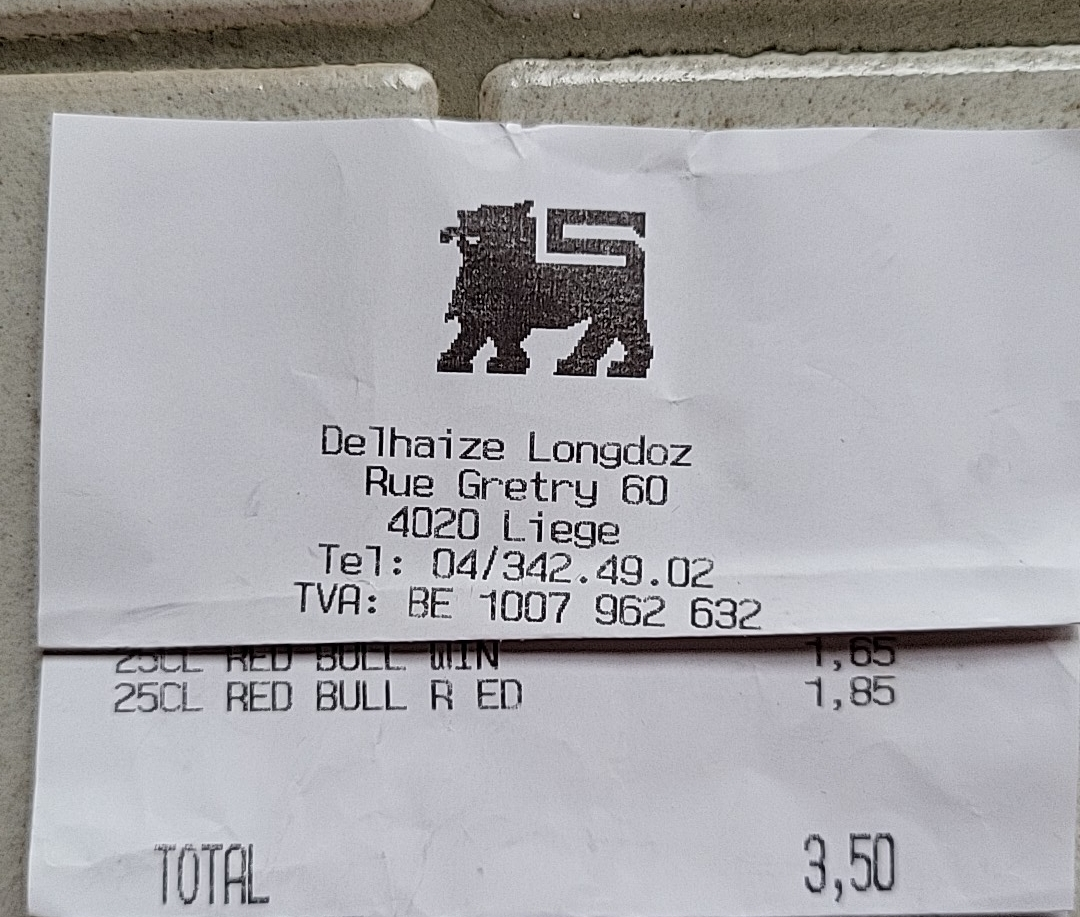 Delhaize Longdoz
Rue Gretry 60
4020 Liege
Tel: 04/342.49.02
TVA: BE 1007 962 632
25CL RED BULL WIN 1,65
25CL RED BULL R ED 1,85
TOTAL 3,50